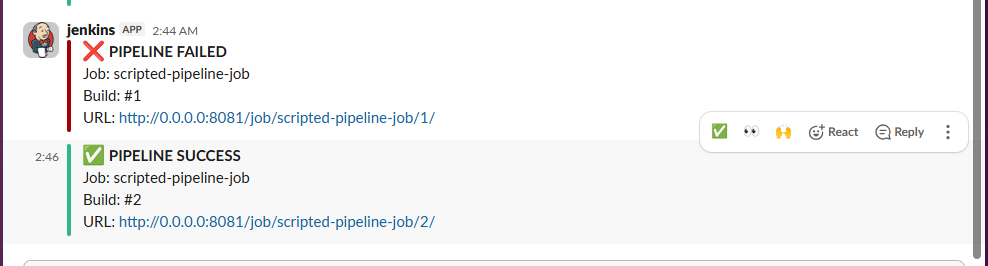 jenkins APP 2:44 AM
❌ PIPELINE FAILED
Job: scripted-pipeline-job
Build: #1
URL: http://0.0.0.0:8081/job/scripted-pipeline-job/1/
React Reply
2:46 ✅ PIPELINE SUCCESS
Job: scripted-pipeline-job
Build: #2
URL: http://0.0.0.0:8081/job/scripted-pipeline-job/2/